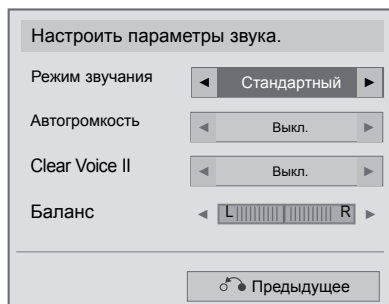 Настроить параметры звука.
Режим звучания ◄ Стандартный ►
Автогромкость ◄ Выкл. ►
Clear Voice II ◄ Выкл. ►
Баланс ◄ L R ►
Предыдущее